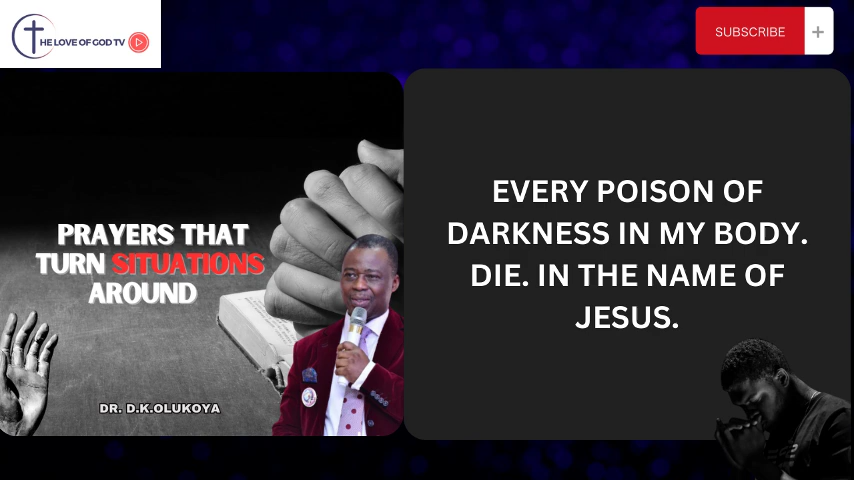 THE LOVE OF GOD TV
SUBSCRIBE +
PRAYERS THAT
TURN SITUATIONS
AROUND
DR. D.K.OLUKOYA
EVERY POISON OF
DARKNESS IN MY BODY.
DIE. IN THE NAME OF
JESUS.